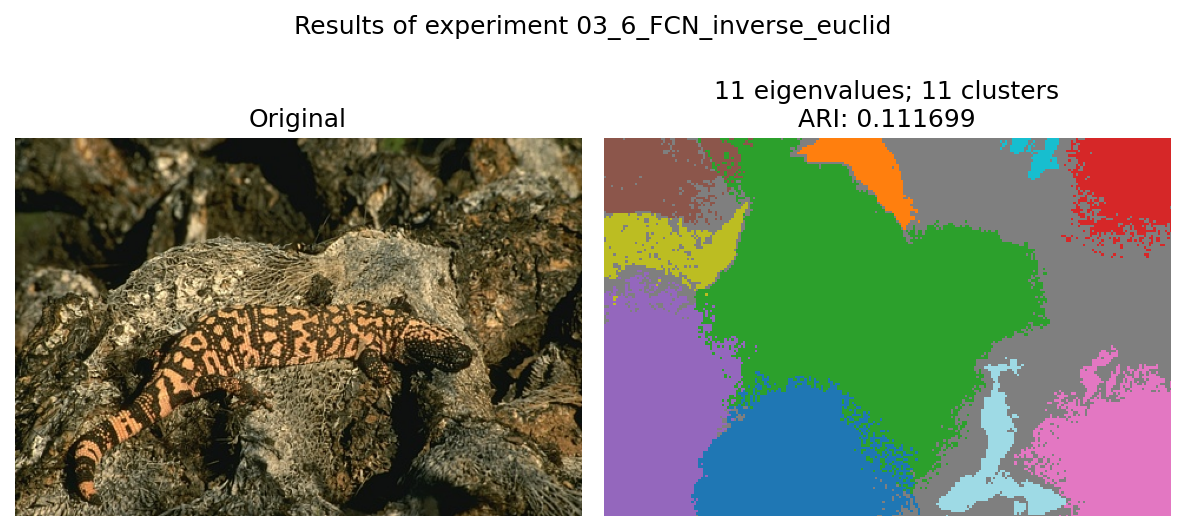 Results of experiment 03_6_FCN_inverse_euclid
Original
11 eigenvalues; 11 clusters
ARI: 0.111699